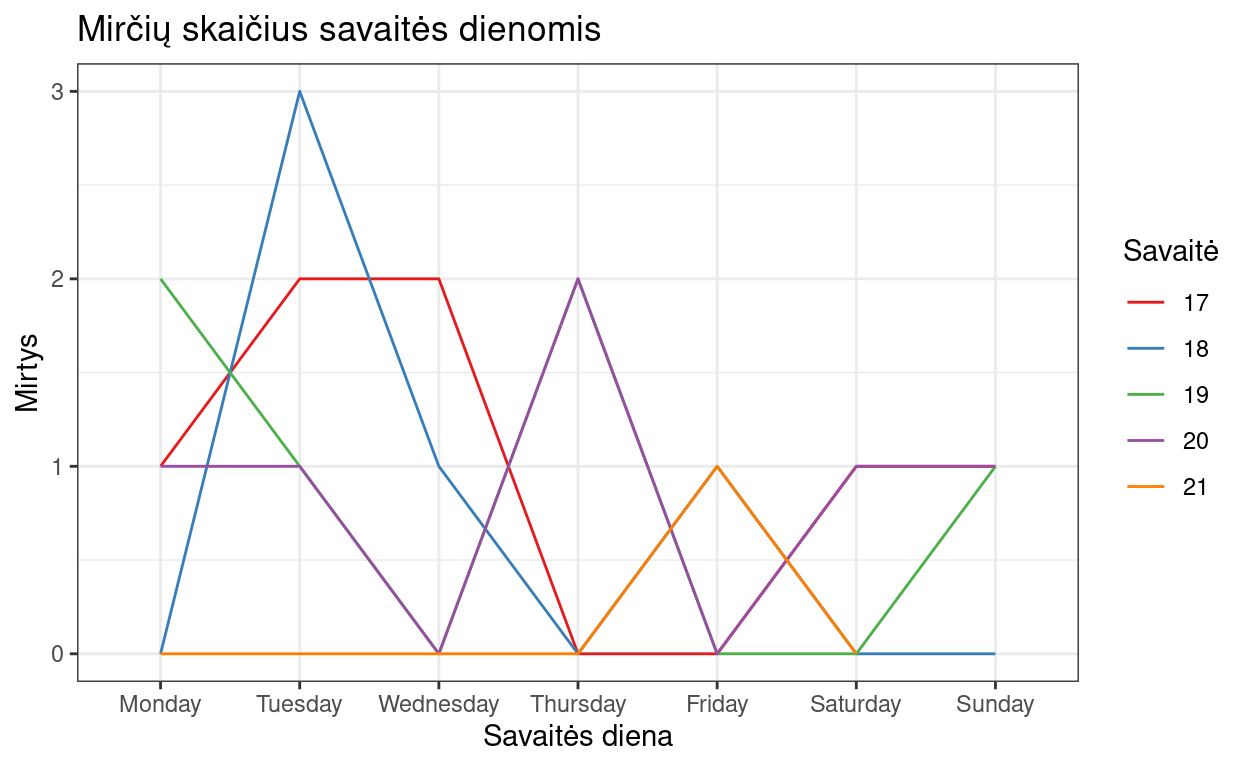 Mirčių skaičius savaitės dienomis
3
2
1
0
Mirtys
Monday Tuesday Wednesday Thursday Friday Saturday Sunday
Savaitės diena
Savaitė
17
18
19
20
21